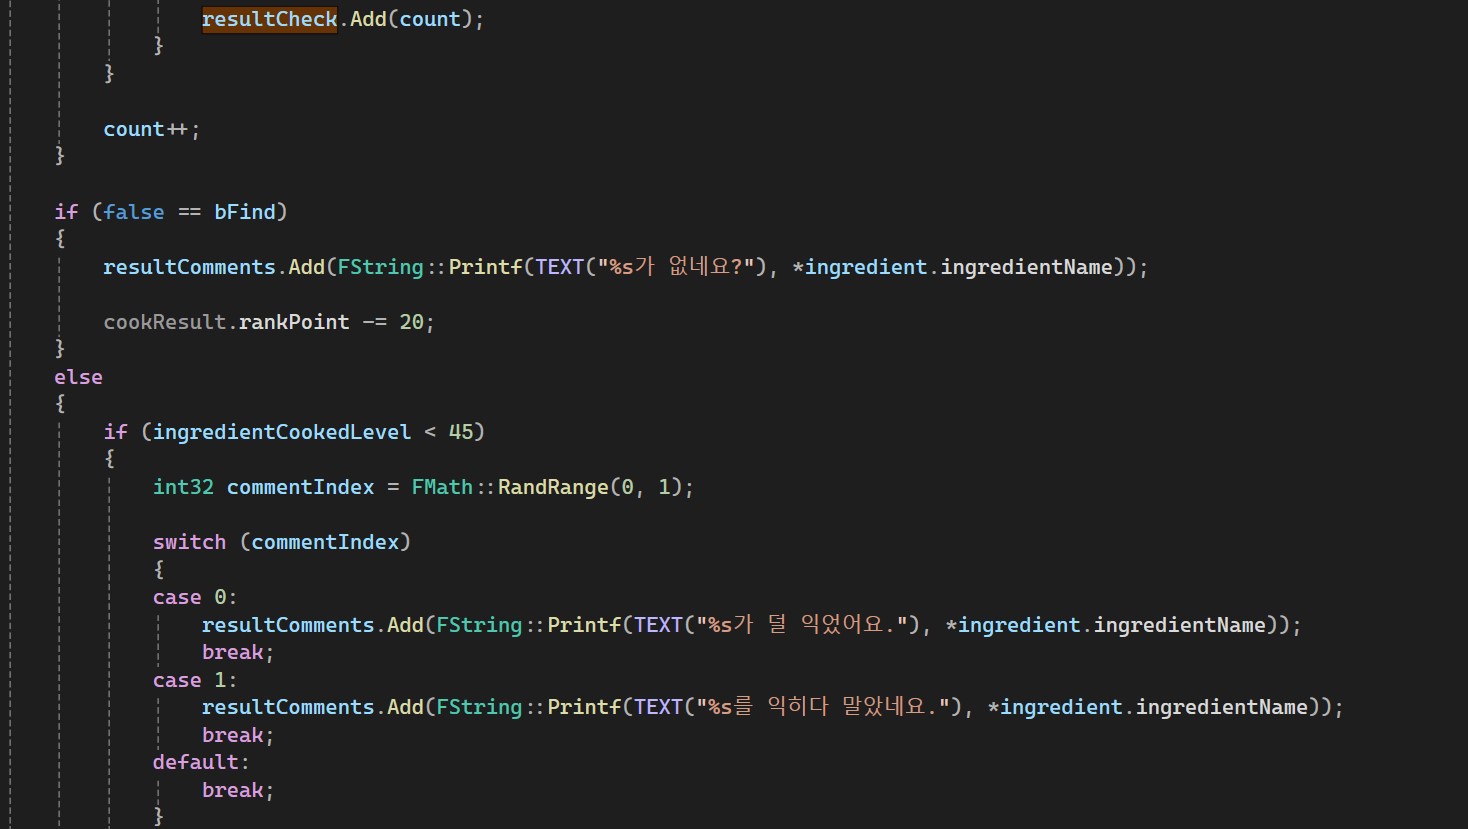 resultCheck.Add(count);
}
}
count++;
}
if (false == bFind)
{
resultComments.Add(FString::Printf(TEXT("%s가 없네요?"), *ingredient.ingredientName));
cookResult.rankPoint -= 20;
}
else
{
if (ingredientCookedLevel < 45)
{
int32 commentIndex = FMath::RandRange(0, 1);
switch (commentIndex)
{
case 0:
resultComments.Add(FString::Printf(TEXT("%s가 덜 익었어요."), *ingredient.ingredientName));
break;
case 1:
resultComments.Add(FString::Printf(TEXT("%s를 익히다 말았네요."), *ingredient.ingredientName));
break;
default:
break;
}